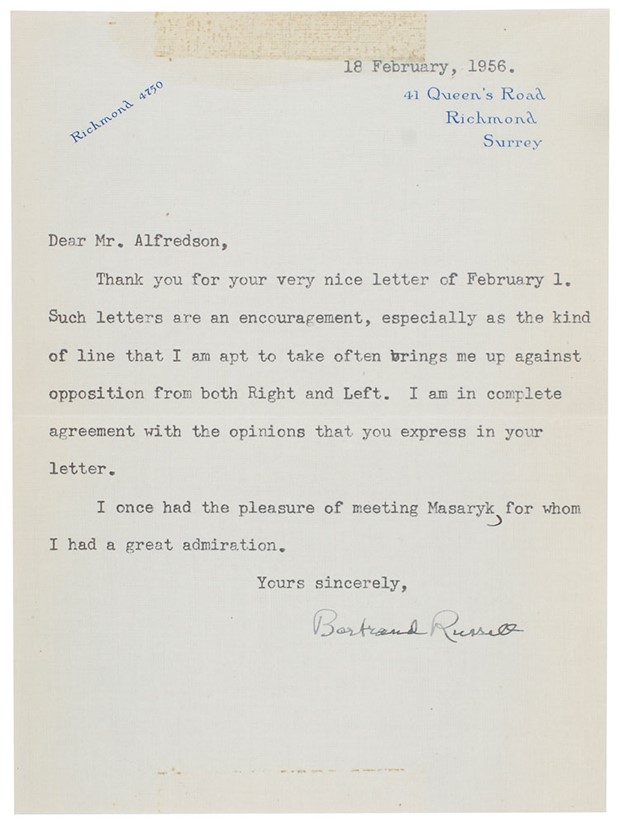 18 February, 1956.
Richmond 4750
41 Queen's Road
Richmond
Surrey
Dear Mr. Alfredson,
Thank you for your very nice letter of February 1.
Such letters are an encouragement, especially as the kind
of line that I am apt to take often brings me up against
opposition from both Right and Left. I am in complete
agreement with the opinions that you express in your
letter.
I once had the pleasure of meeting Masaryk, for whom
I had a great admiration.
Yours sincerely,
Bertrand Russell